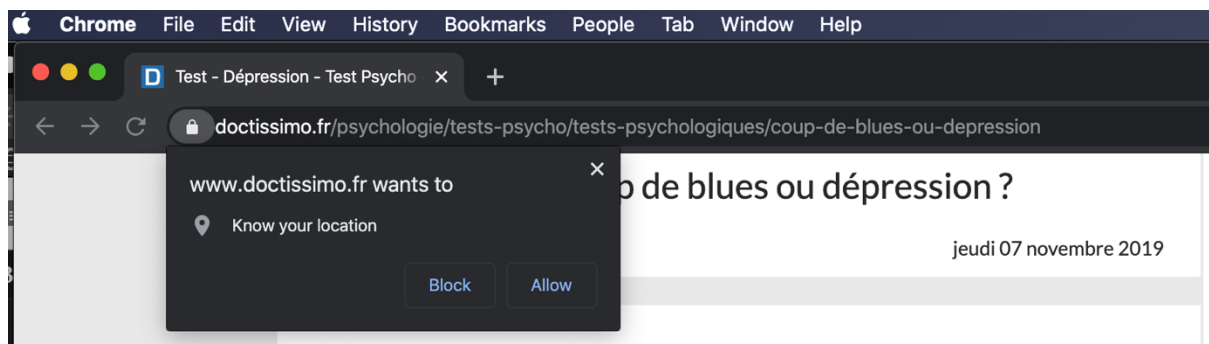 Chrome File Edit View History Bookmarks People Tab Window Help
D Test - Dépression - Test Psycho
doctissimo.fr/psychologie/tests-psycho/tests-psychologiques/coup-de-blues-ou-depression
www.doctissimo.fr wants to
Know your location
Block Allow
p de blues ou dépression ?
jeudi 07 novembre 2019